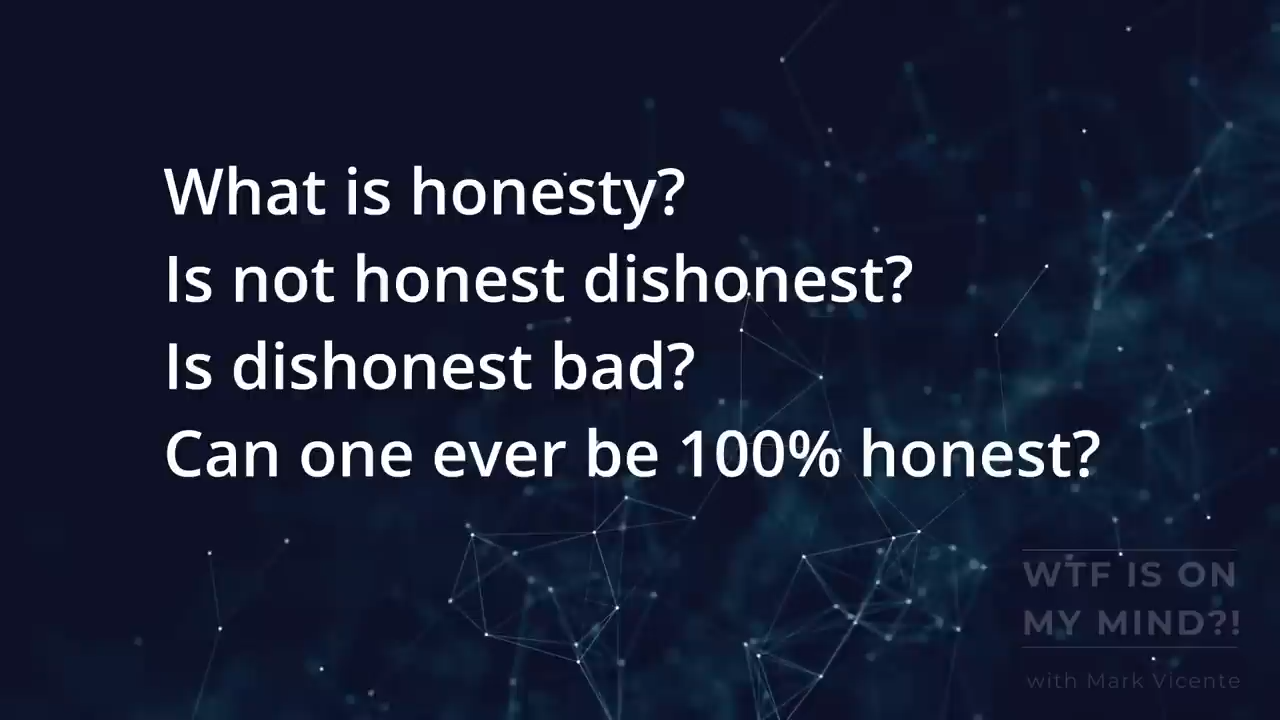 What is honesty?
Is not honest dishonest?
Is dishonest bad?
Can one ever be 100% honest?
WTF IS ON
MY MIND?!
with Mark Vicente